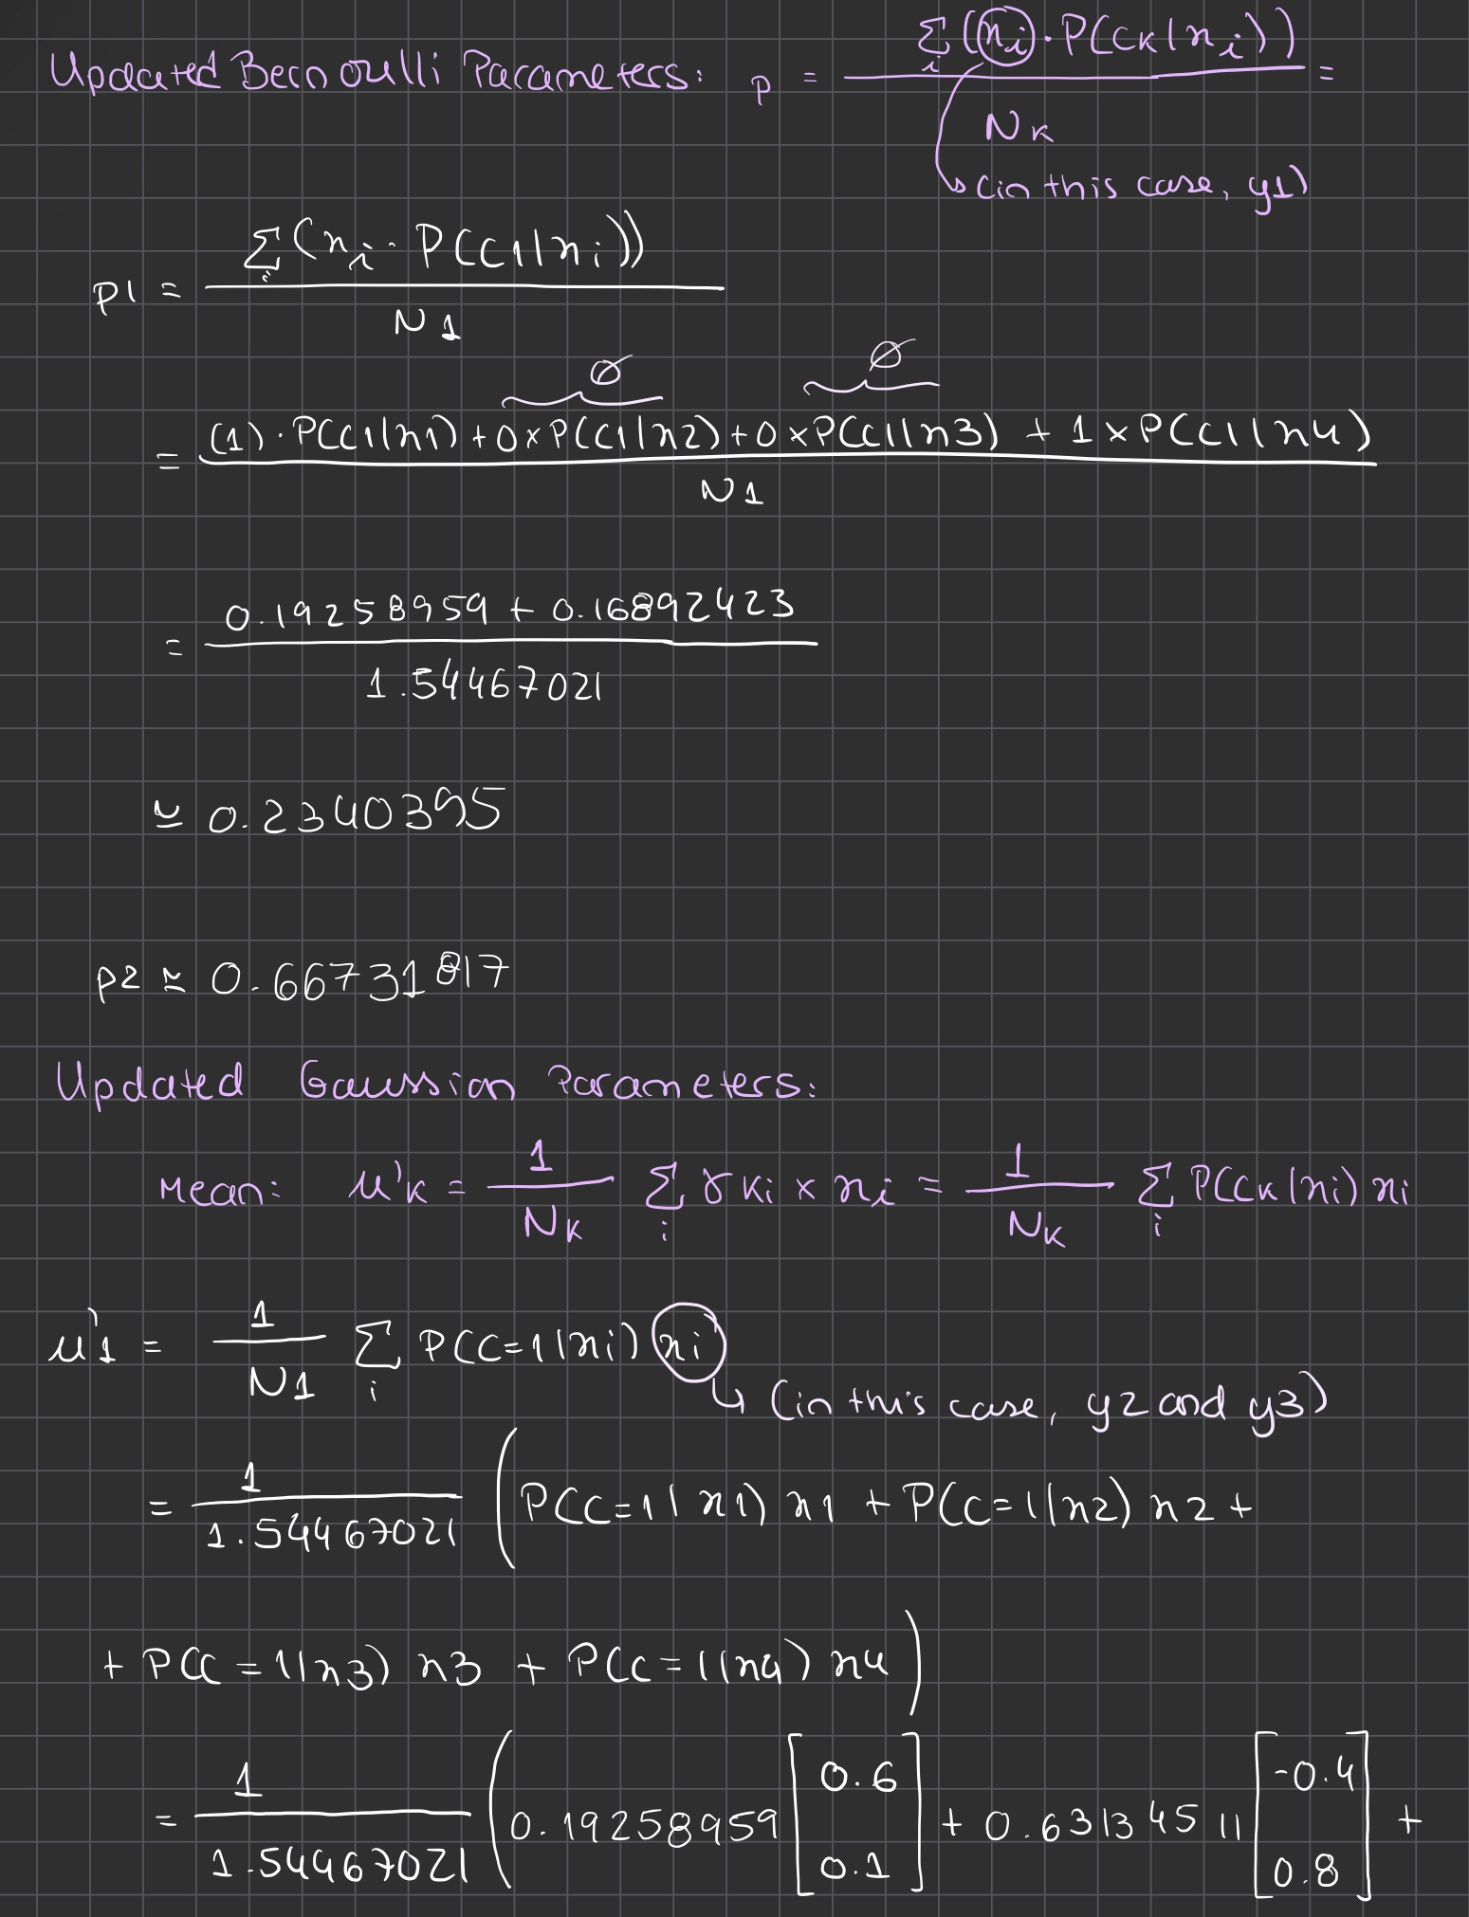 Updated Bernoulli Parameters: p = Σi (xi · P(Ck|xi)) / Nk =
↳ (in this case, y1)
p1 = Σi (xi · P(C1|xi)) / N1
∅ ∅
= (1) · P(C1|x1) + 0 x P(C1|x2) + 0 x P(C1|x3) + 1 x P(C1|x4) / N1
= 0.19258959 + 0.16892423 / 1.54467021
≃ 0.2340395
p2 ≃ 0.66731817
Updated Gaussian Parameters:
Mean: μ'k = 1/Nk Σi γki x xi = 1/Nk Σi P(Ck|xi) xi
μ'1 = 1/N1 Σi P(C=1|xi) xi
↳ (in this case, y2 and y3)
= 1/1.54467021 ( P(C=1|x1) x1 + P(C=1|x2) x2 +
+ P(C=1|x3) x3 + P(C=1|x4) x4 )
= 1/1.54467021 ( 0.19258959 [0.6 0.1] + 0.63134511 [-0.4 0.8] +